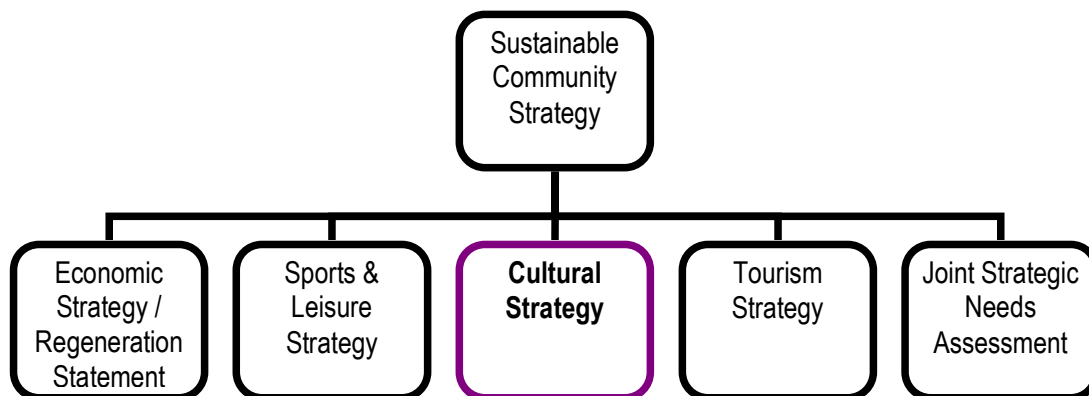 Sustainable
Community
Strategy
Economic
Strategy /
Regeneration
Statement
Sports &
Leisure
Strategy
Cultural
Strategy
Tourism
Strategy
Joint Strategic
Needs
Assessment